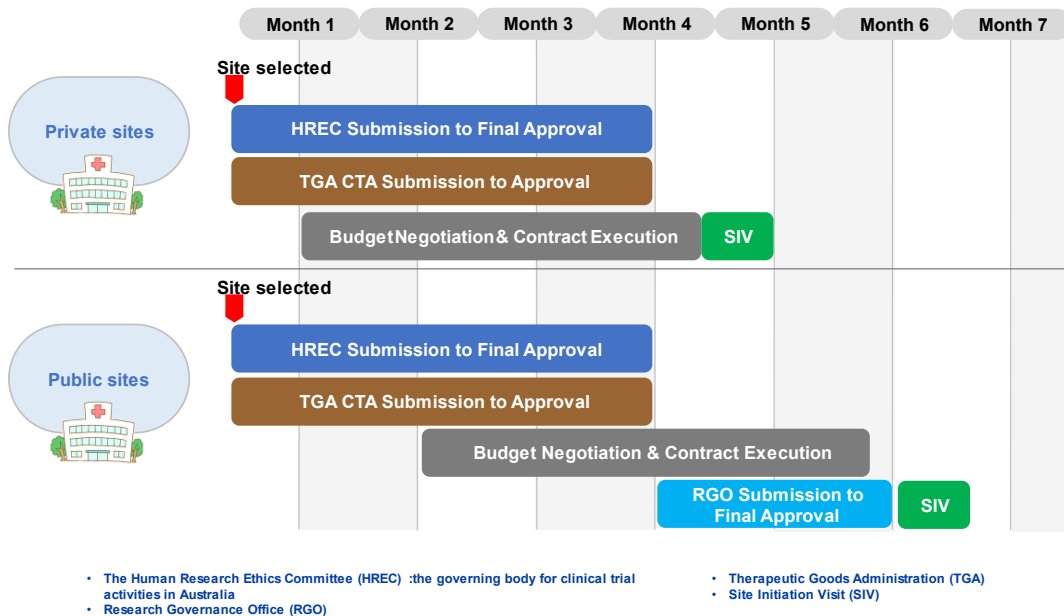 Month 1 Month 2 Month 3 Month 4 Month 5 Month 6 Month 7
Site selected
Private sites
HREC Submission to Final Approval
TGA CTA Submission to Approval
Budget Negotiation & Contract Execution
SIV
Site selected
Public sites
HREC Submission to Final Approval
TGA CTA Submission to Approval
Budget Negotiation & Contract Execution
RGO Submission to
Final Approval
SIV
• The Human Research Ethics Committee (HREC) :the governing body for clinical trial
activities in Australia
• Research Governance Office (RGO)
• Therapeutic Goods Administration (TGA)
• Site Initiation Visit (SIV)